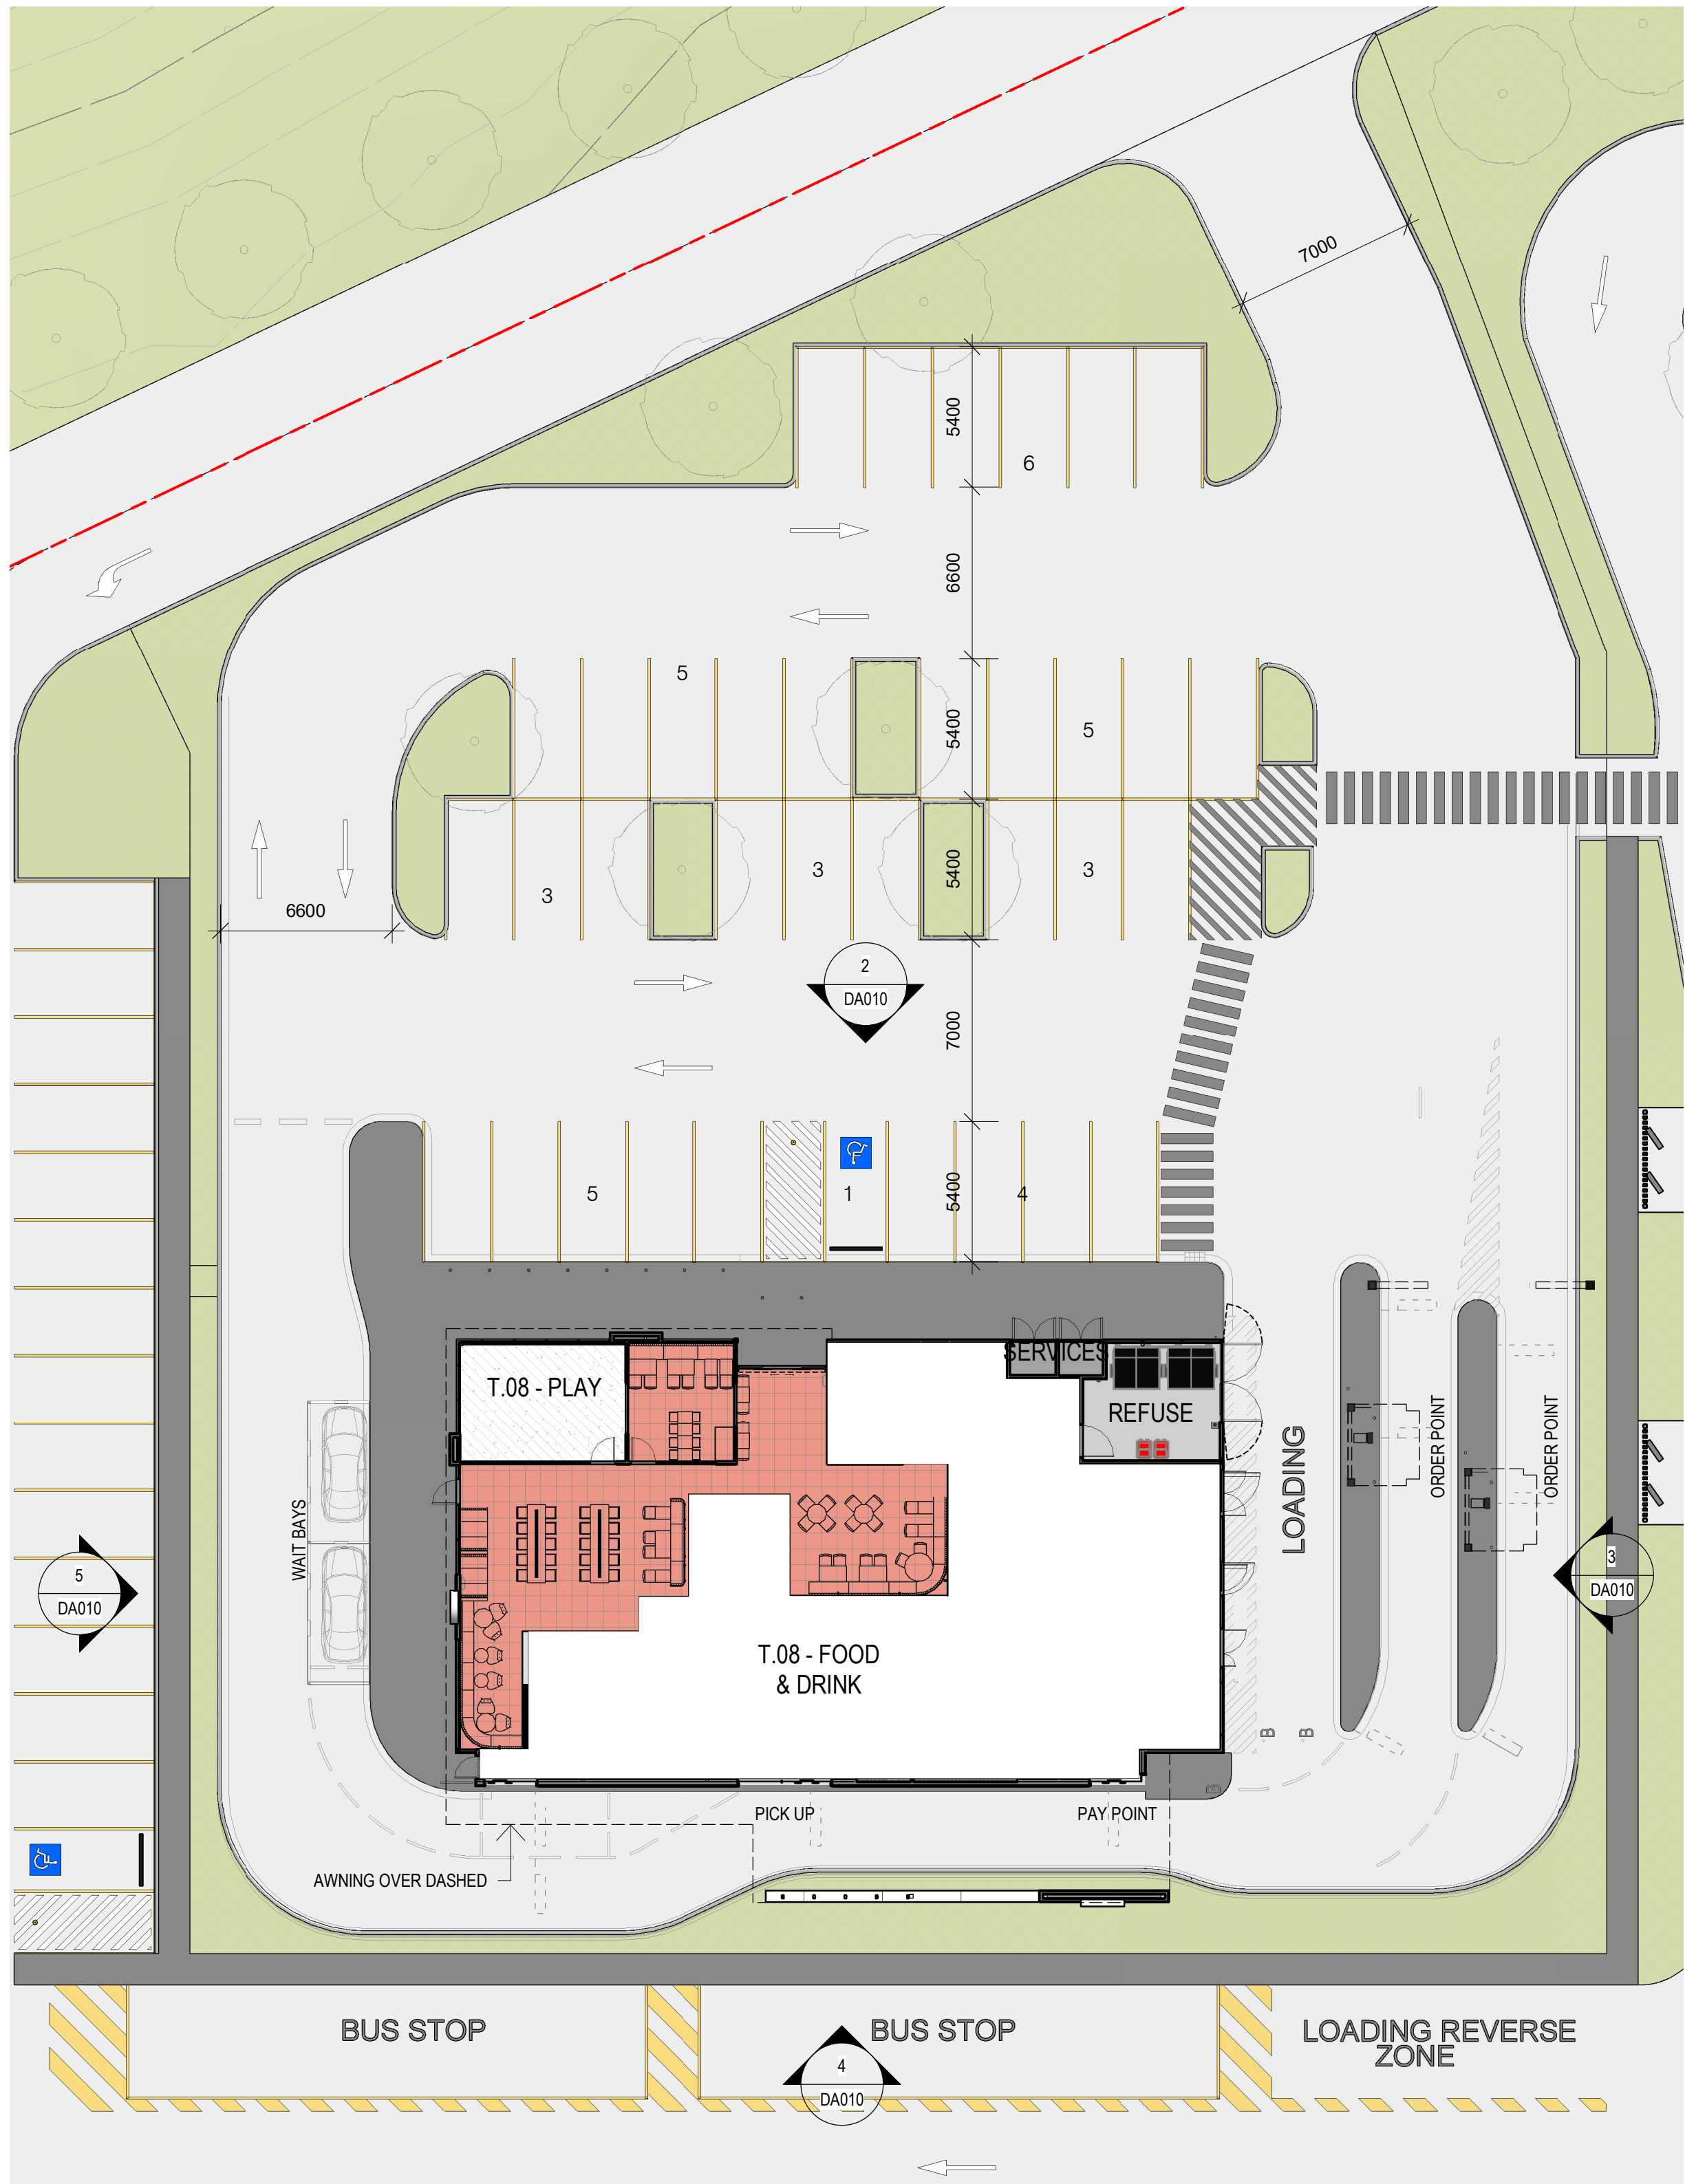 7000
5400
6
6600
5
5400
5
3
3
5400
3
6600
2
DA010
7000
5
1
5400
4
SERVICES
T.08 - PLAY
REFUSE
ORDER POINT
ORDER POINT
LOADING
WAIT BAYS
5
DA010
3
DA010
T.08 - FOOD
& DRINK
B
B
B
PICK UP
PAY POINT
AWNING OVER DASHED
BUS STOP
BUS STOP
LOADING REVERSE
ZONE
4
DA010